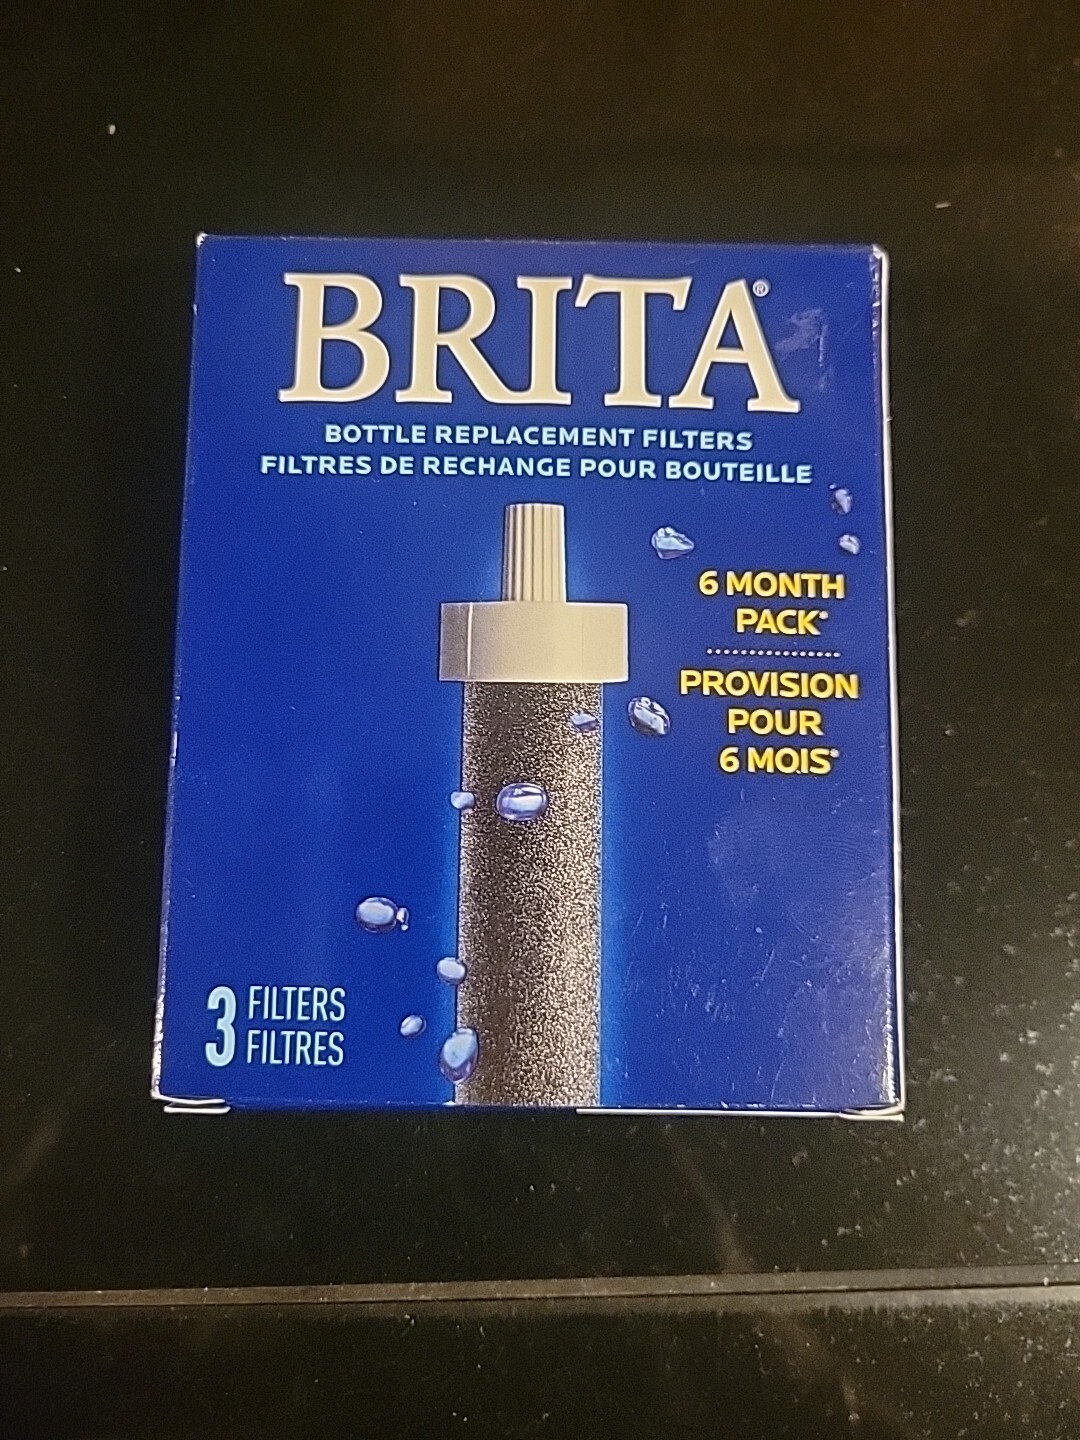 BRITA®
BOTTLE REPLACEMENT FILTERS
FILTRES DE RECHANGE POUR BOUTEILLE
6 MONTH
PACK*
PROVISION
POUR
6 MOIS*
3 FILTERS
FILTRES